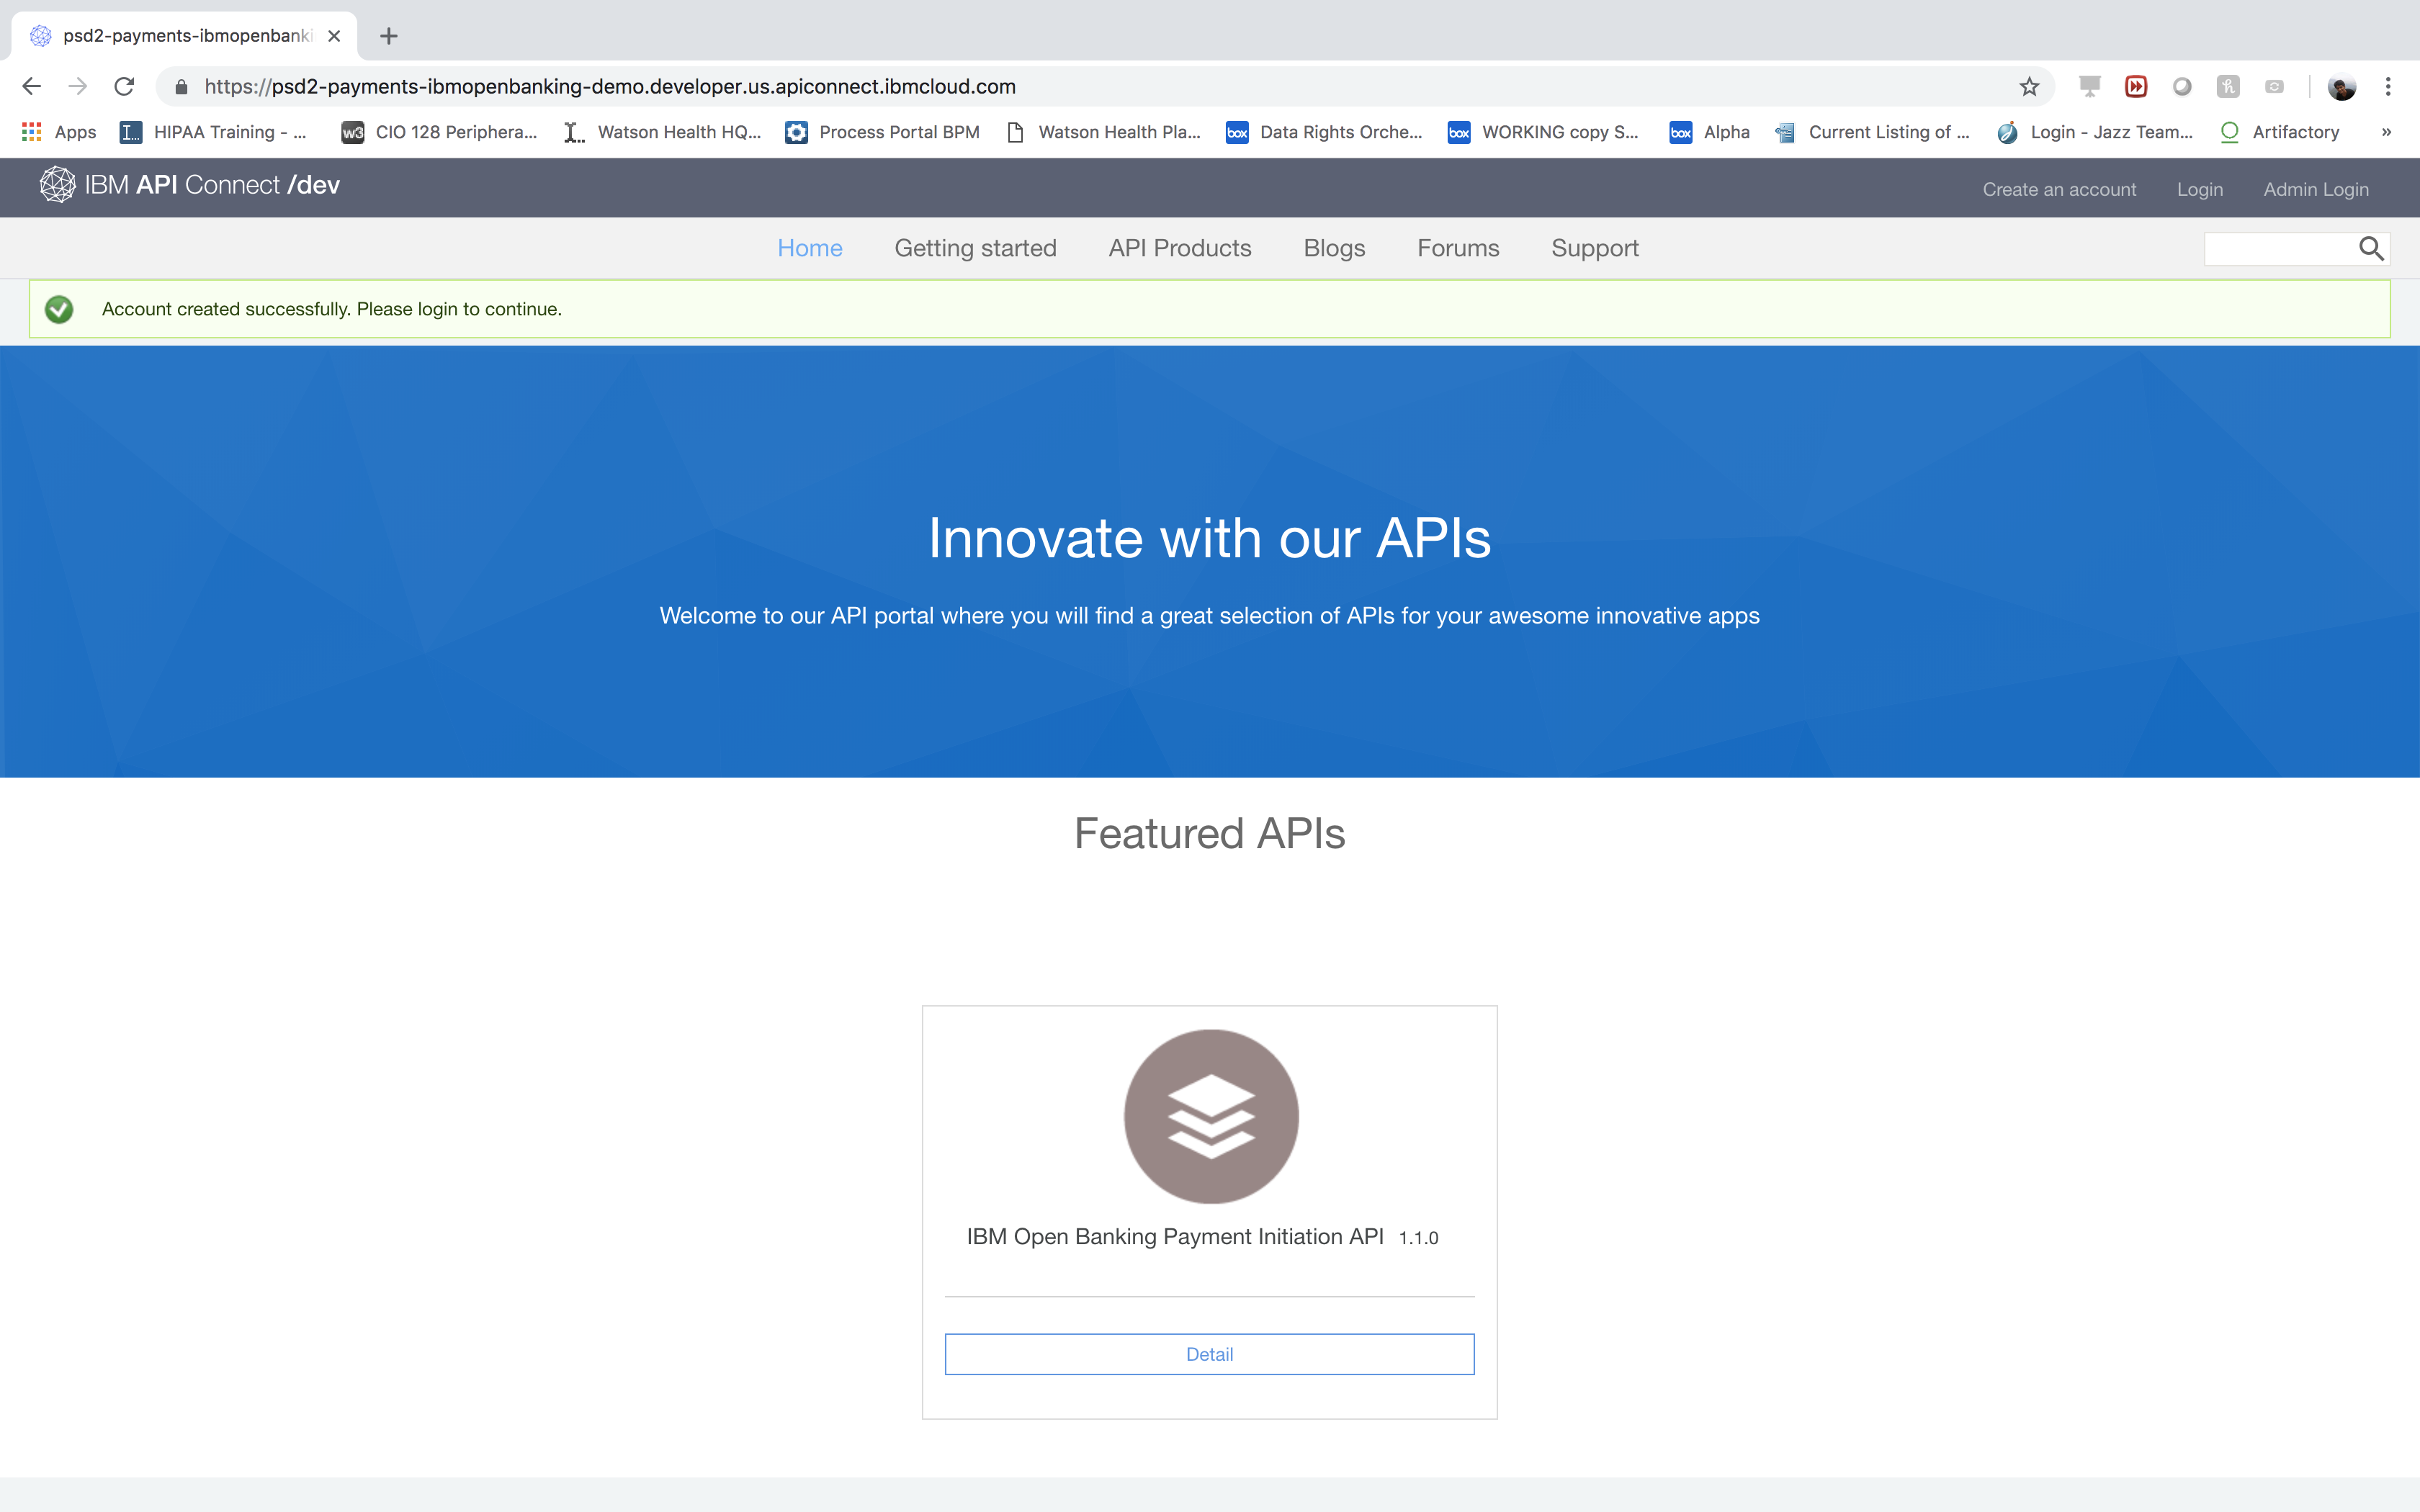 psd2-payments-ibmopenbanki
https://psd2-payments-ibmopenbanking-demo.developer.us.apiconnect.ibmcloud.com
Apps I... HIPAA Training - ... w3 CIO 128 Periphera... I... Watson Health HQ... Process Portal BPM Watson Health Pla... box Data Rights Orche... box WORKING copy S... box Alpha Current Listing of ... Login - Jazz Team... Artifactory »
IBM API Connect /dev Create an account Login Admin Login
Home Getting started API Products Blogs Forums Support
Account created successfully. Please login to continue.
Innovate with our APIs
Welcome to our API portal where you will find a great selection of APIs for your awesome innovative apps
Featured APIs
IBM Open Banking Payment Initiation API 1.1.0
Detail